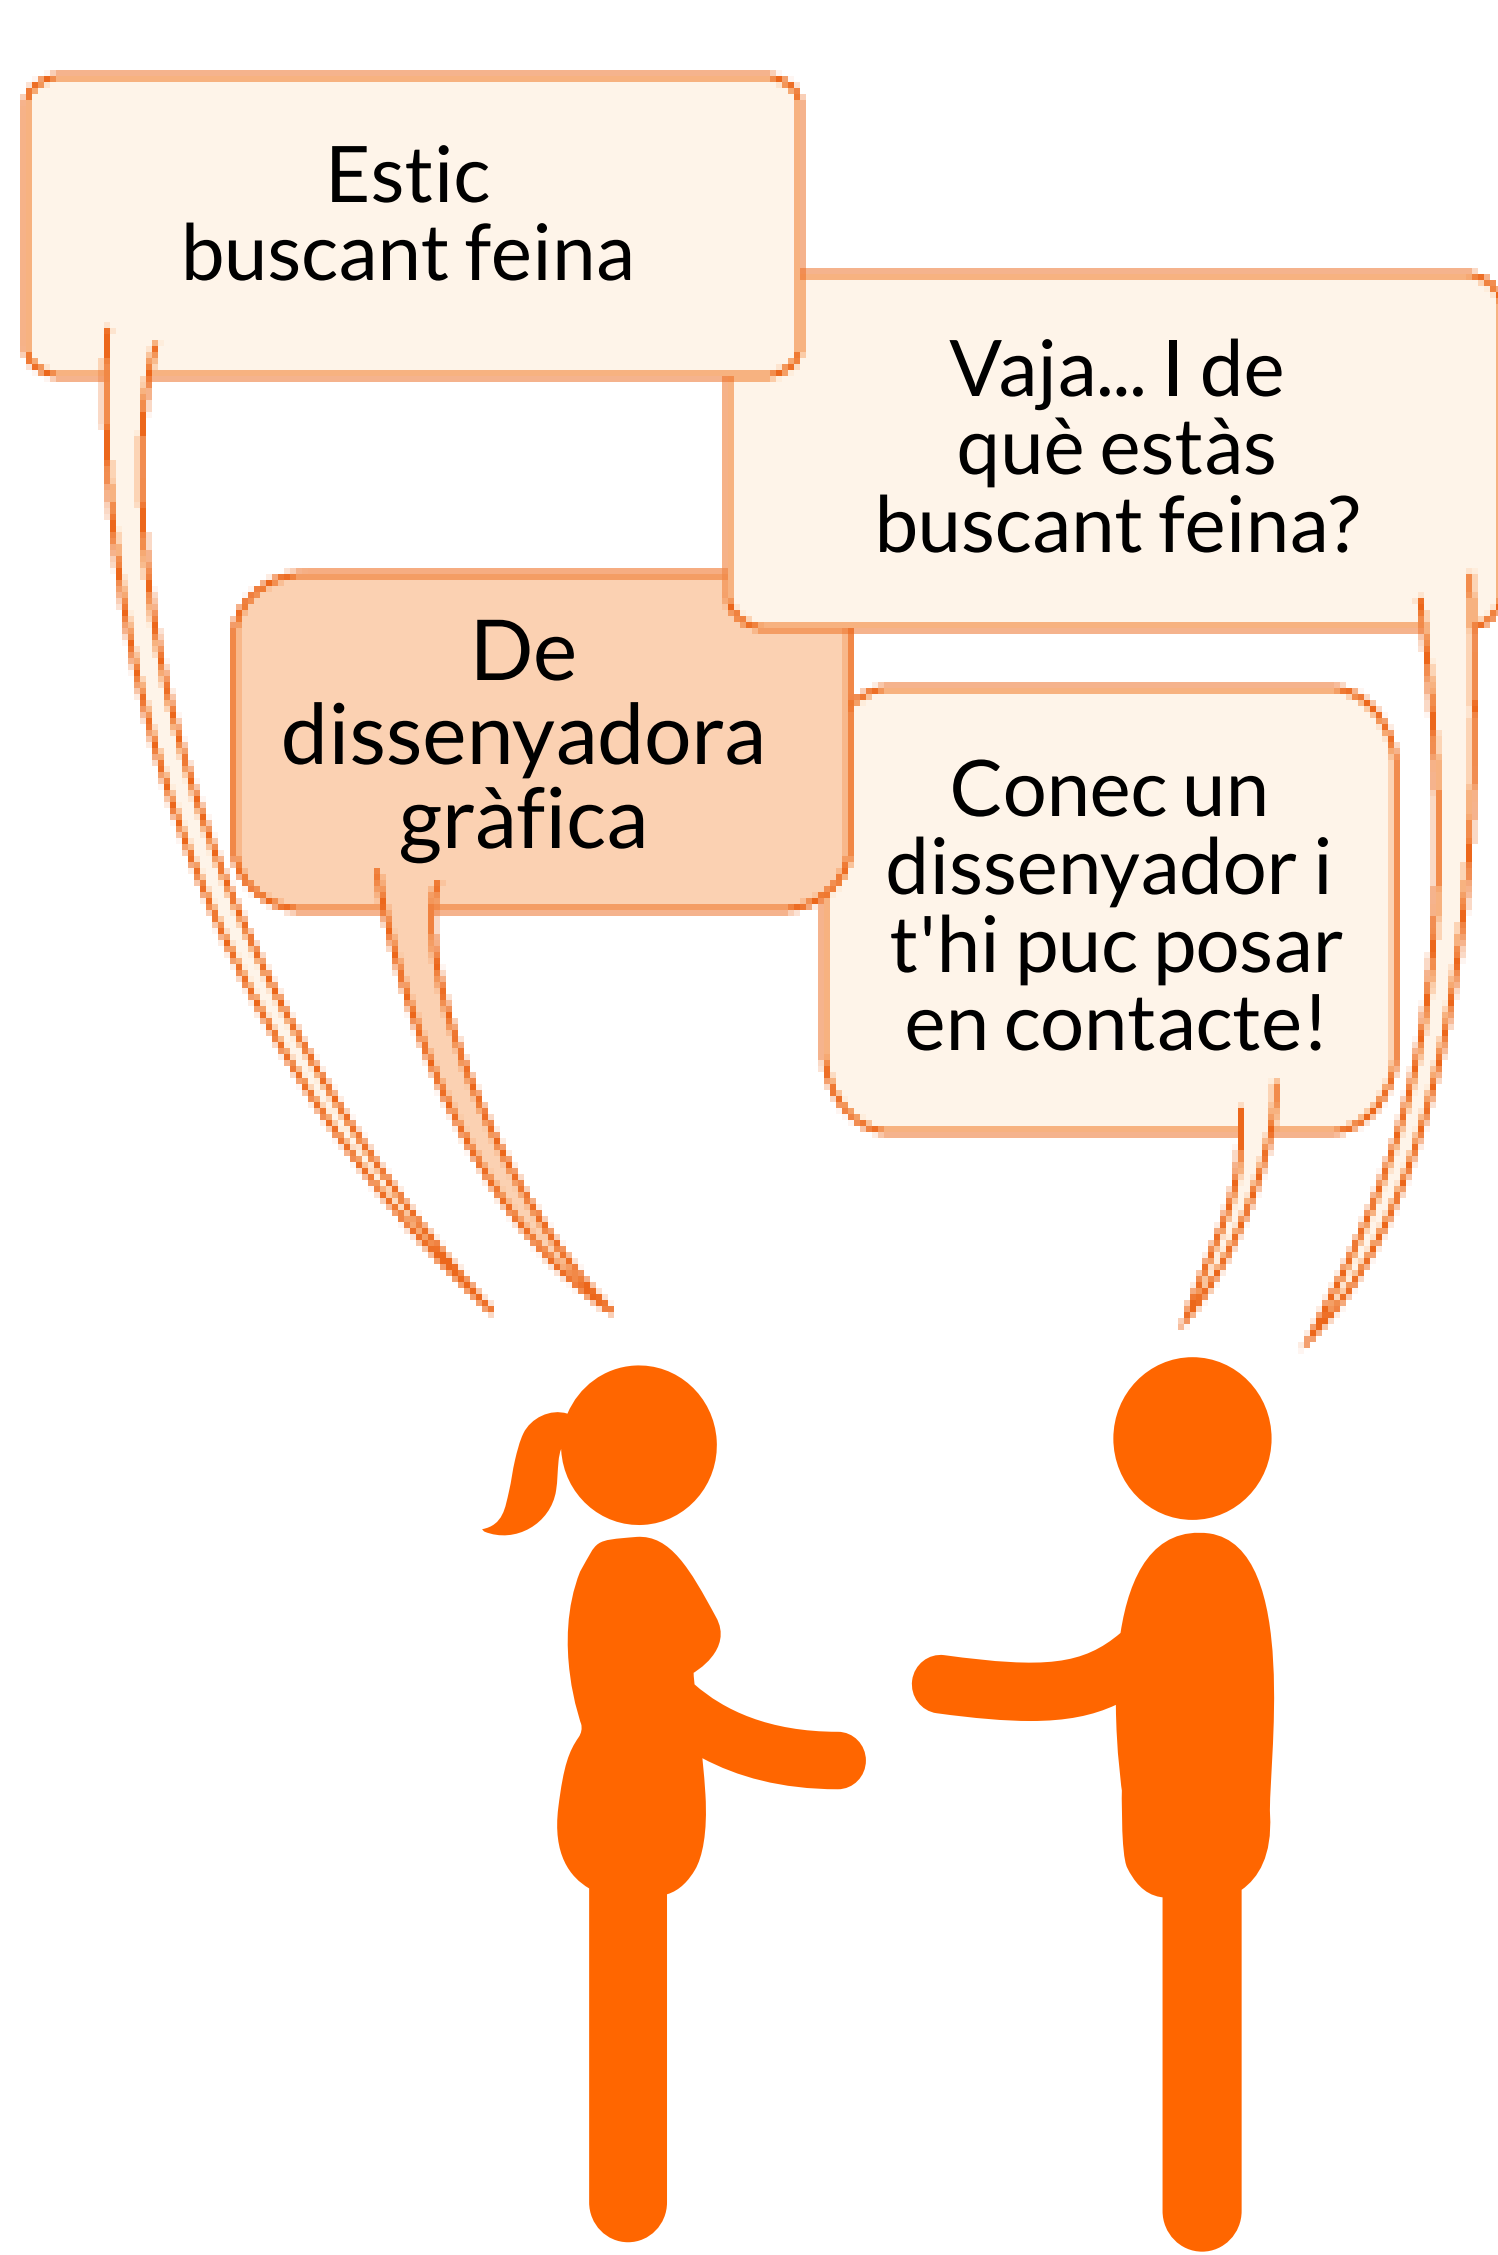 Estic
buscant feina
Vaja... I de
què estàs
buscant feina?
De
dissenyadora
gràfica
Conec un
dissenyador i
t'hi puc posar
en contacte!